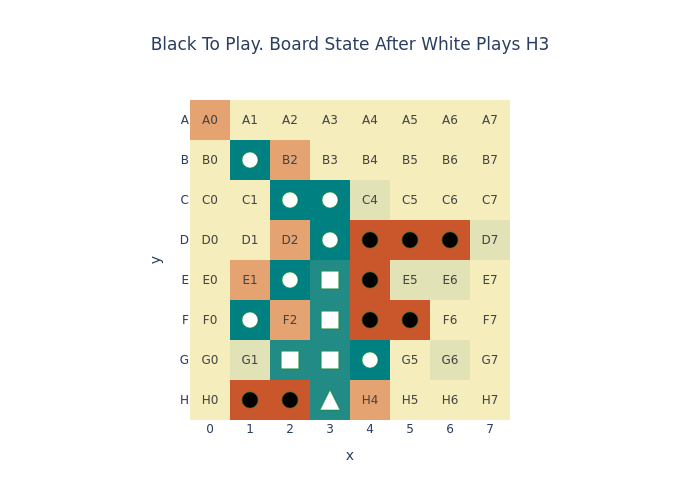 Black To Play. Board State After White Plays H3
A A0 A1 A2 A3 A4 A5 A6 A7
B B0 B2 B3 B4 B5 B6 B7
C C0 C1 C4 C5 C6 C7
D D0 D1 D2 D7
E E0 E1 E5 E6 E7
F F0 F2 F6 F7
G G0 G1 G5 G6 G7
H H0 H4 H5 H6 H7
0 1 2 3 4 5 6 7
x
y